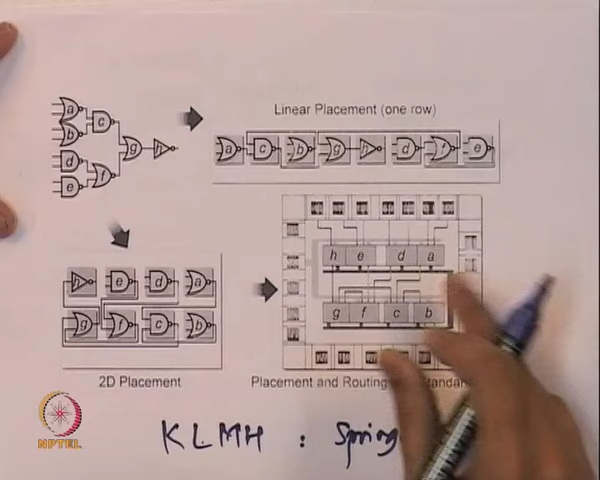 Linear Placement (one row)
a
b
c
d
e
f
g
h
a c b g h d f e
h e d a
g f c b
h e d a
g f c b
2D Placement
Placement and Routing
KLMH : Spring
NPTEL